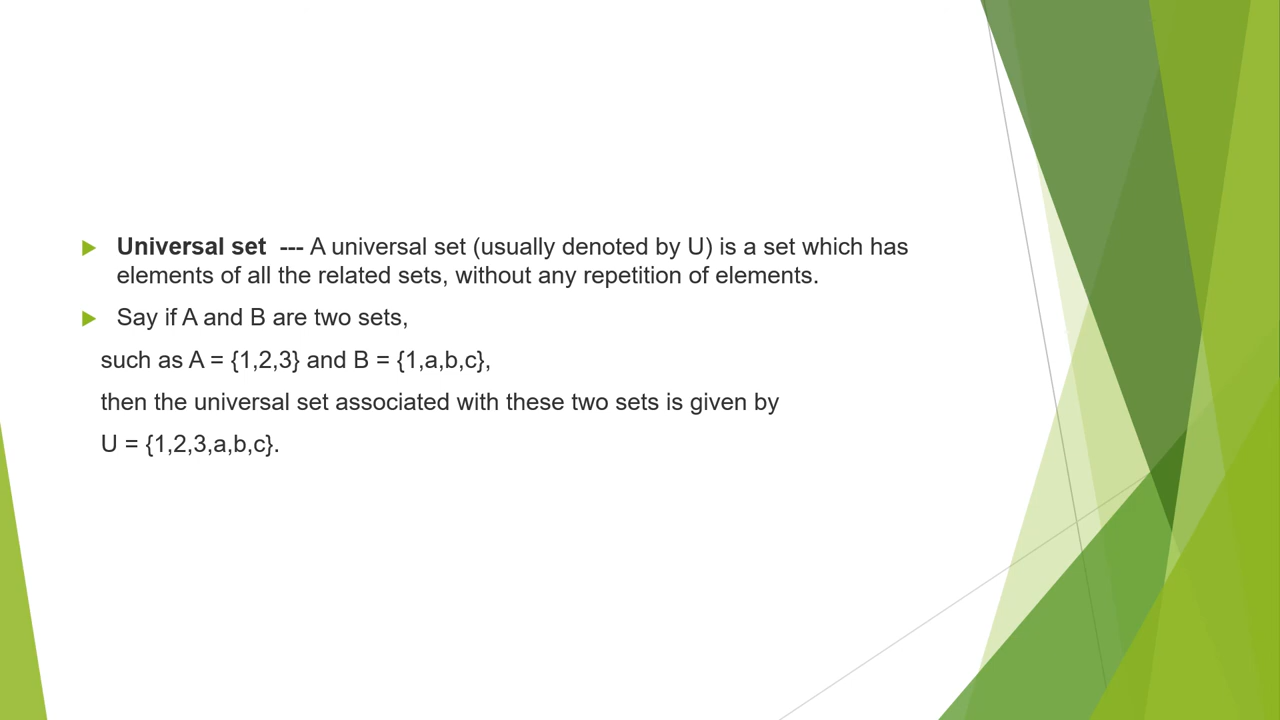 Universal set --- A universal set (usually denoted by U) is a set which has
elements of all the related sets, without any repetition of elements.
Say if A and B are two sets,
such as A = {1,2,3} and B = {1,a,b,c},
then the universal set associated with these two sets is given by
U = {1,2,3,a,b,c}.